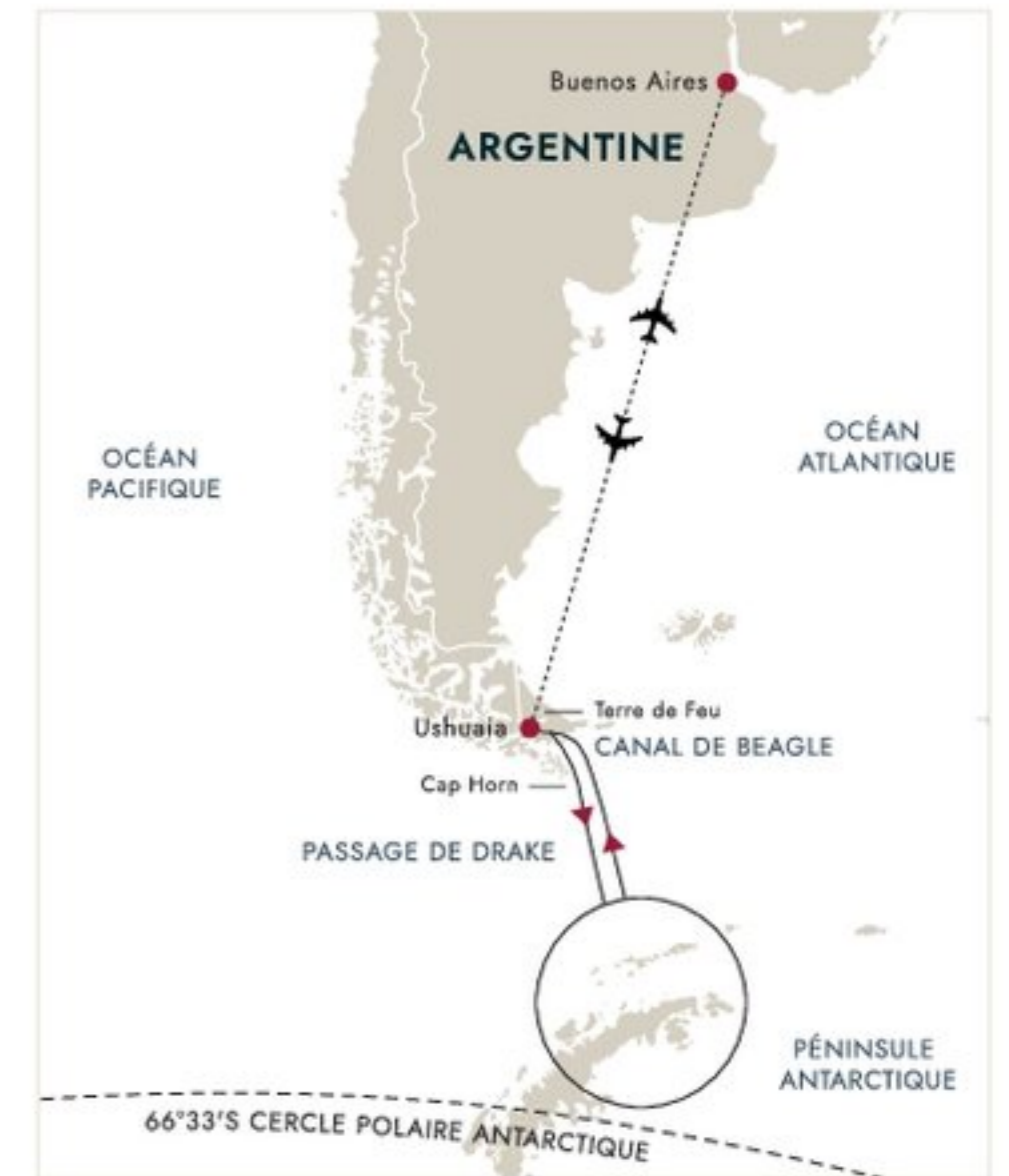 Buenos Aires
ARGENTINE
OCÉAN
PACIFIQUE
OCÉAN
ATLANTIQUE
Terre de Feu
Ushuaia
CANAL DE BEAGLE
Cap Horn
PASSAGE DE DRAKE
PÉNINSULE
ANTARCTIQUE
66°33'S CERCLE POLAIRE ANTARCTIQUE